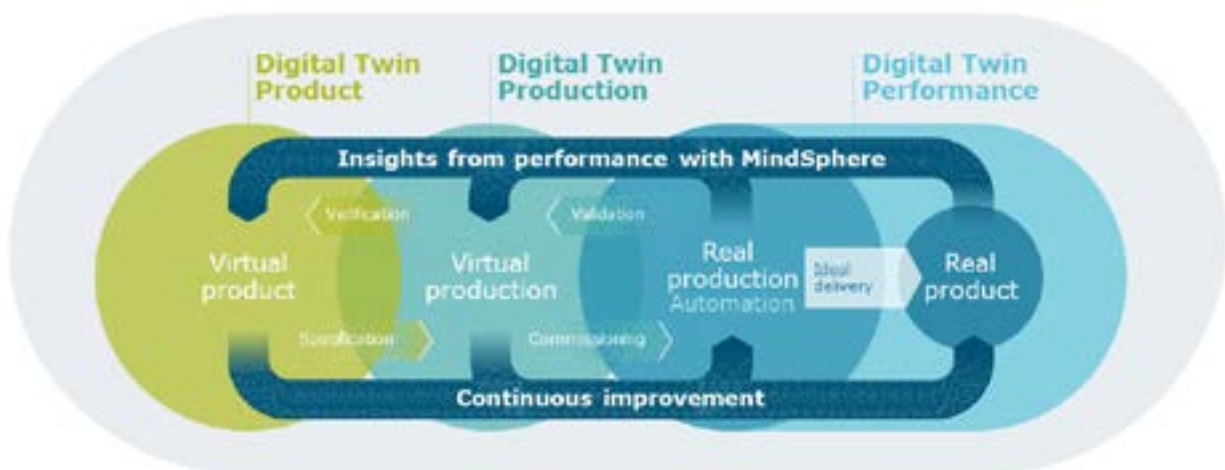 Digital Twin
Product
Digital Twin
Production
Digital Twin
Performance
Insights from performance with MindSphere
Verification
Validation
Virtual
product
Virtual
production
Real
production
Automation
Ideal
delivery
Real
product
Specification
Commissioning
Continuous improvement